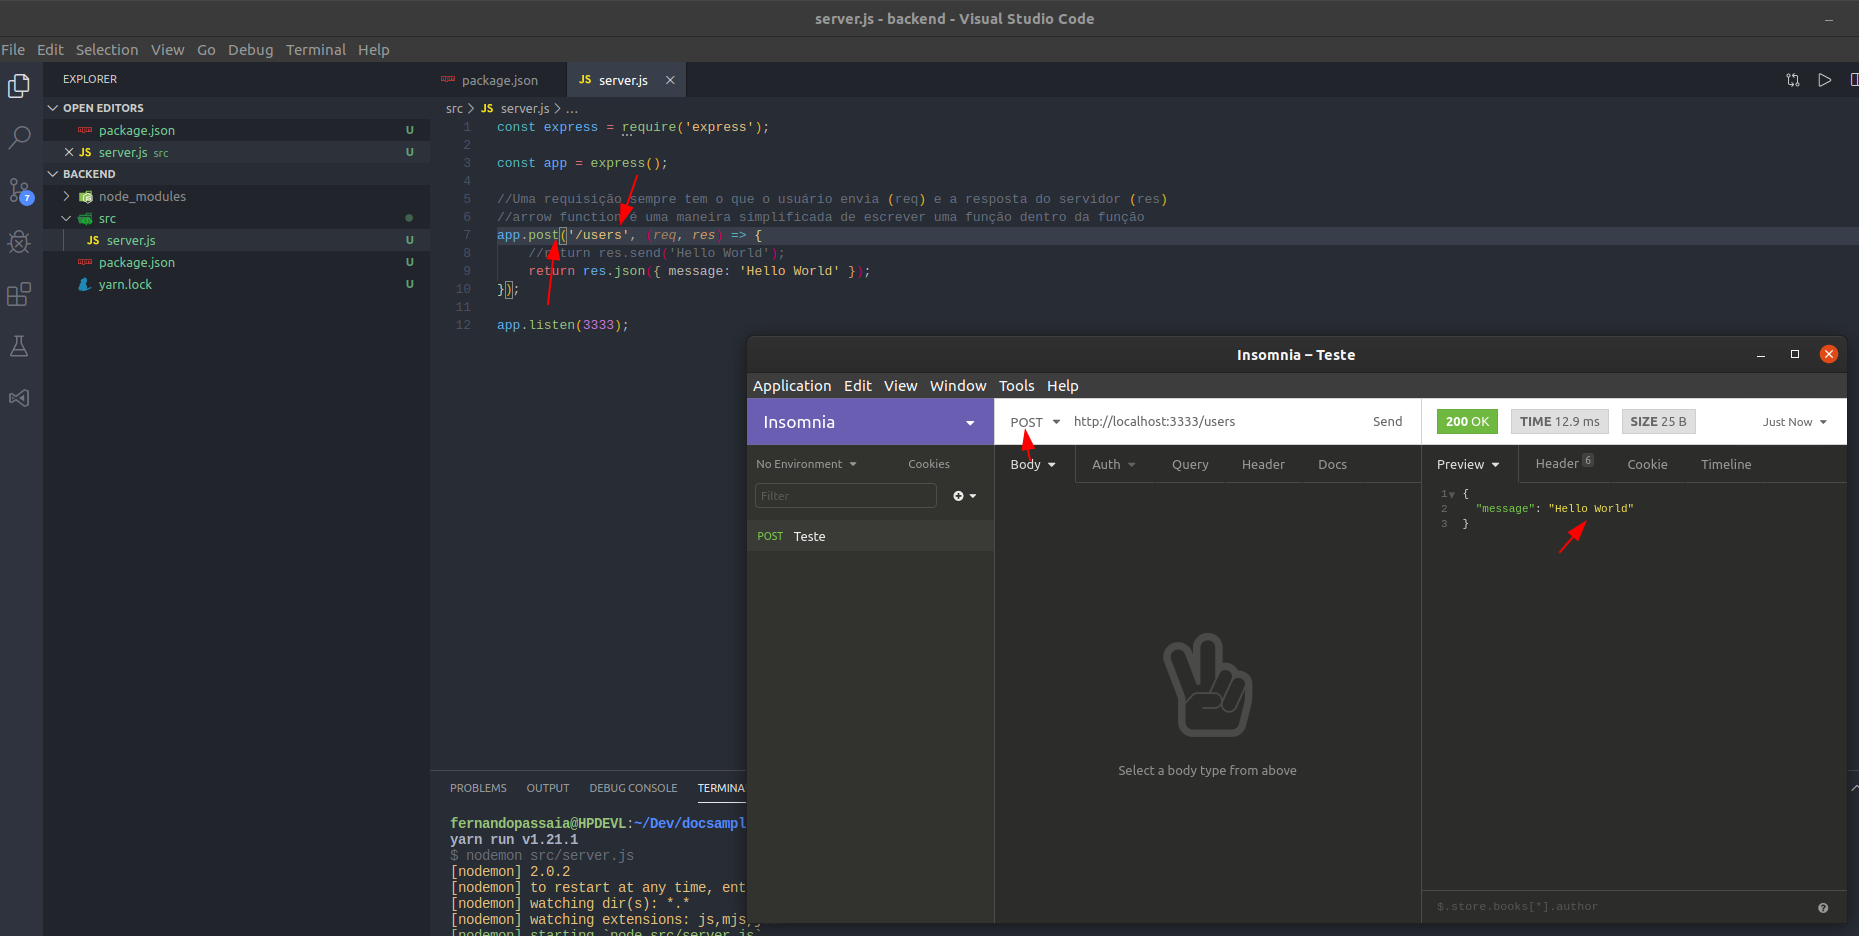 server.js - backend - Visual Studio Code
File Edit Selection View Go Debug Terminal Help
EXPLORER
OPEN EDITORS
package.json U
JS server.js src U
BACKEND
node_modules
src
JS server.js U
package.json U
yarn.lock U
7
package.json
JS server.js
src > JS server.js > ...
1 const express = require('express');
2
3 const app = express();
4
5 //Uma requisição sempre tem o que o usuário envia (req) e a resposta do servidor (res)
6 //arrow function é uma maneira simplificada de escrever uma função dentro da função
7 app.post('/users', (req, res) => {
8 //return res.send('Hello World');
9 return res.json({ message: 'Hello World' });
10 });
11
12 app.listen(3333);
PROBLEMS OUTPUT DEBUG CONSOLE TERMINA
fernandopassaia@HPDEVL:~/Dev/docsampl
yarn run v1.21.1
$ nodemon src/server.js
[nodemon] 2.0.2
[nodemon] to restart at any time, ent
[nodemon] watching dir(s): *.*
[nodemon] watching extensions: js,mjs,j
[nodemon] starting `node src/server.js`
Insomnia – Teste
Application Edit View Window Tools Help
Insomnia
POST http://localhost:3333/users Send
200 OK TIME 12.9 ms SIZE 25 B Just Now
No Environment Cookies
Filter
POST Teste
Body Auth Query Header Docs
Select a body type from above
Preview Header 6 Cookie Timeline
1 {
2 "message": "Hello World"
3 }
$.store.books[*].author